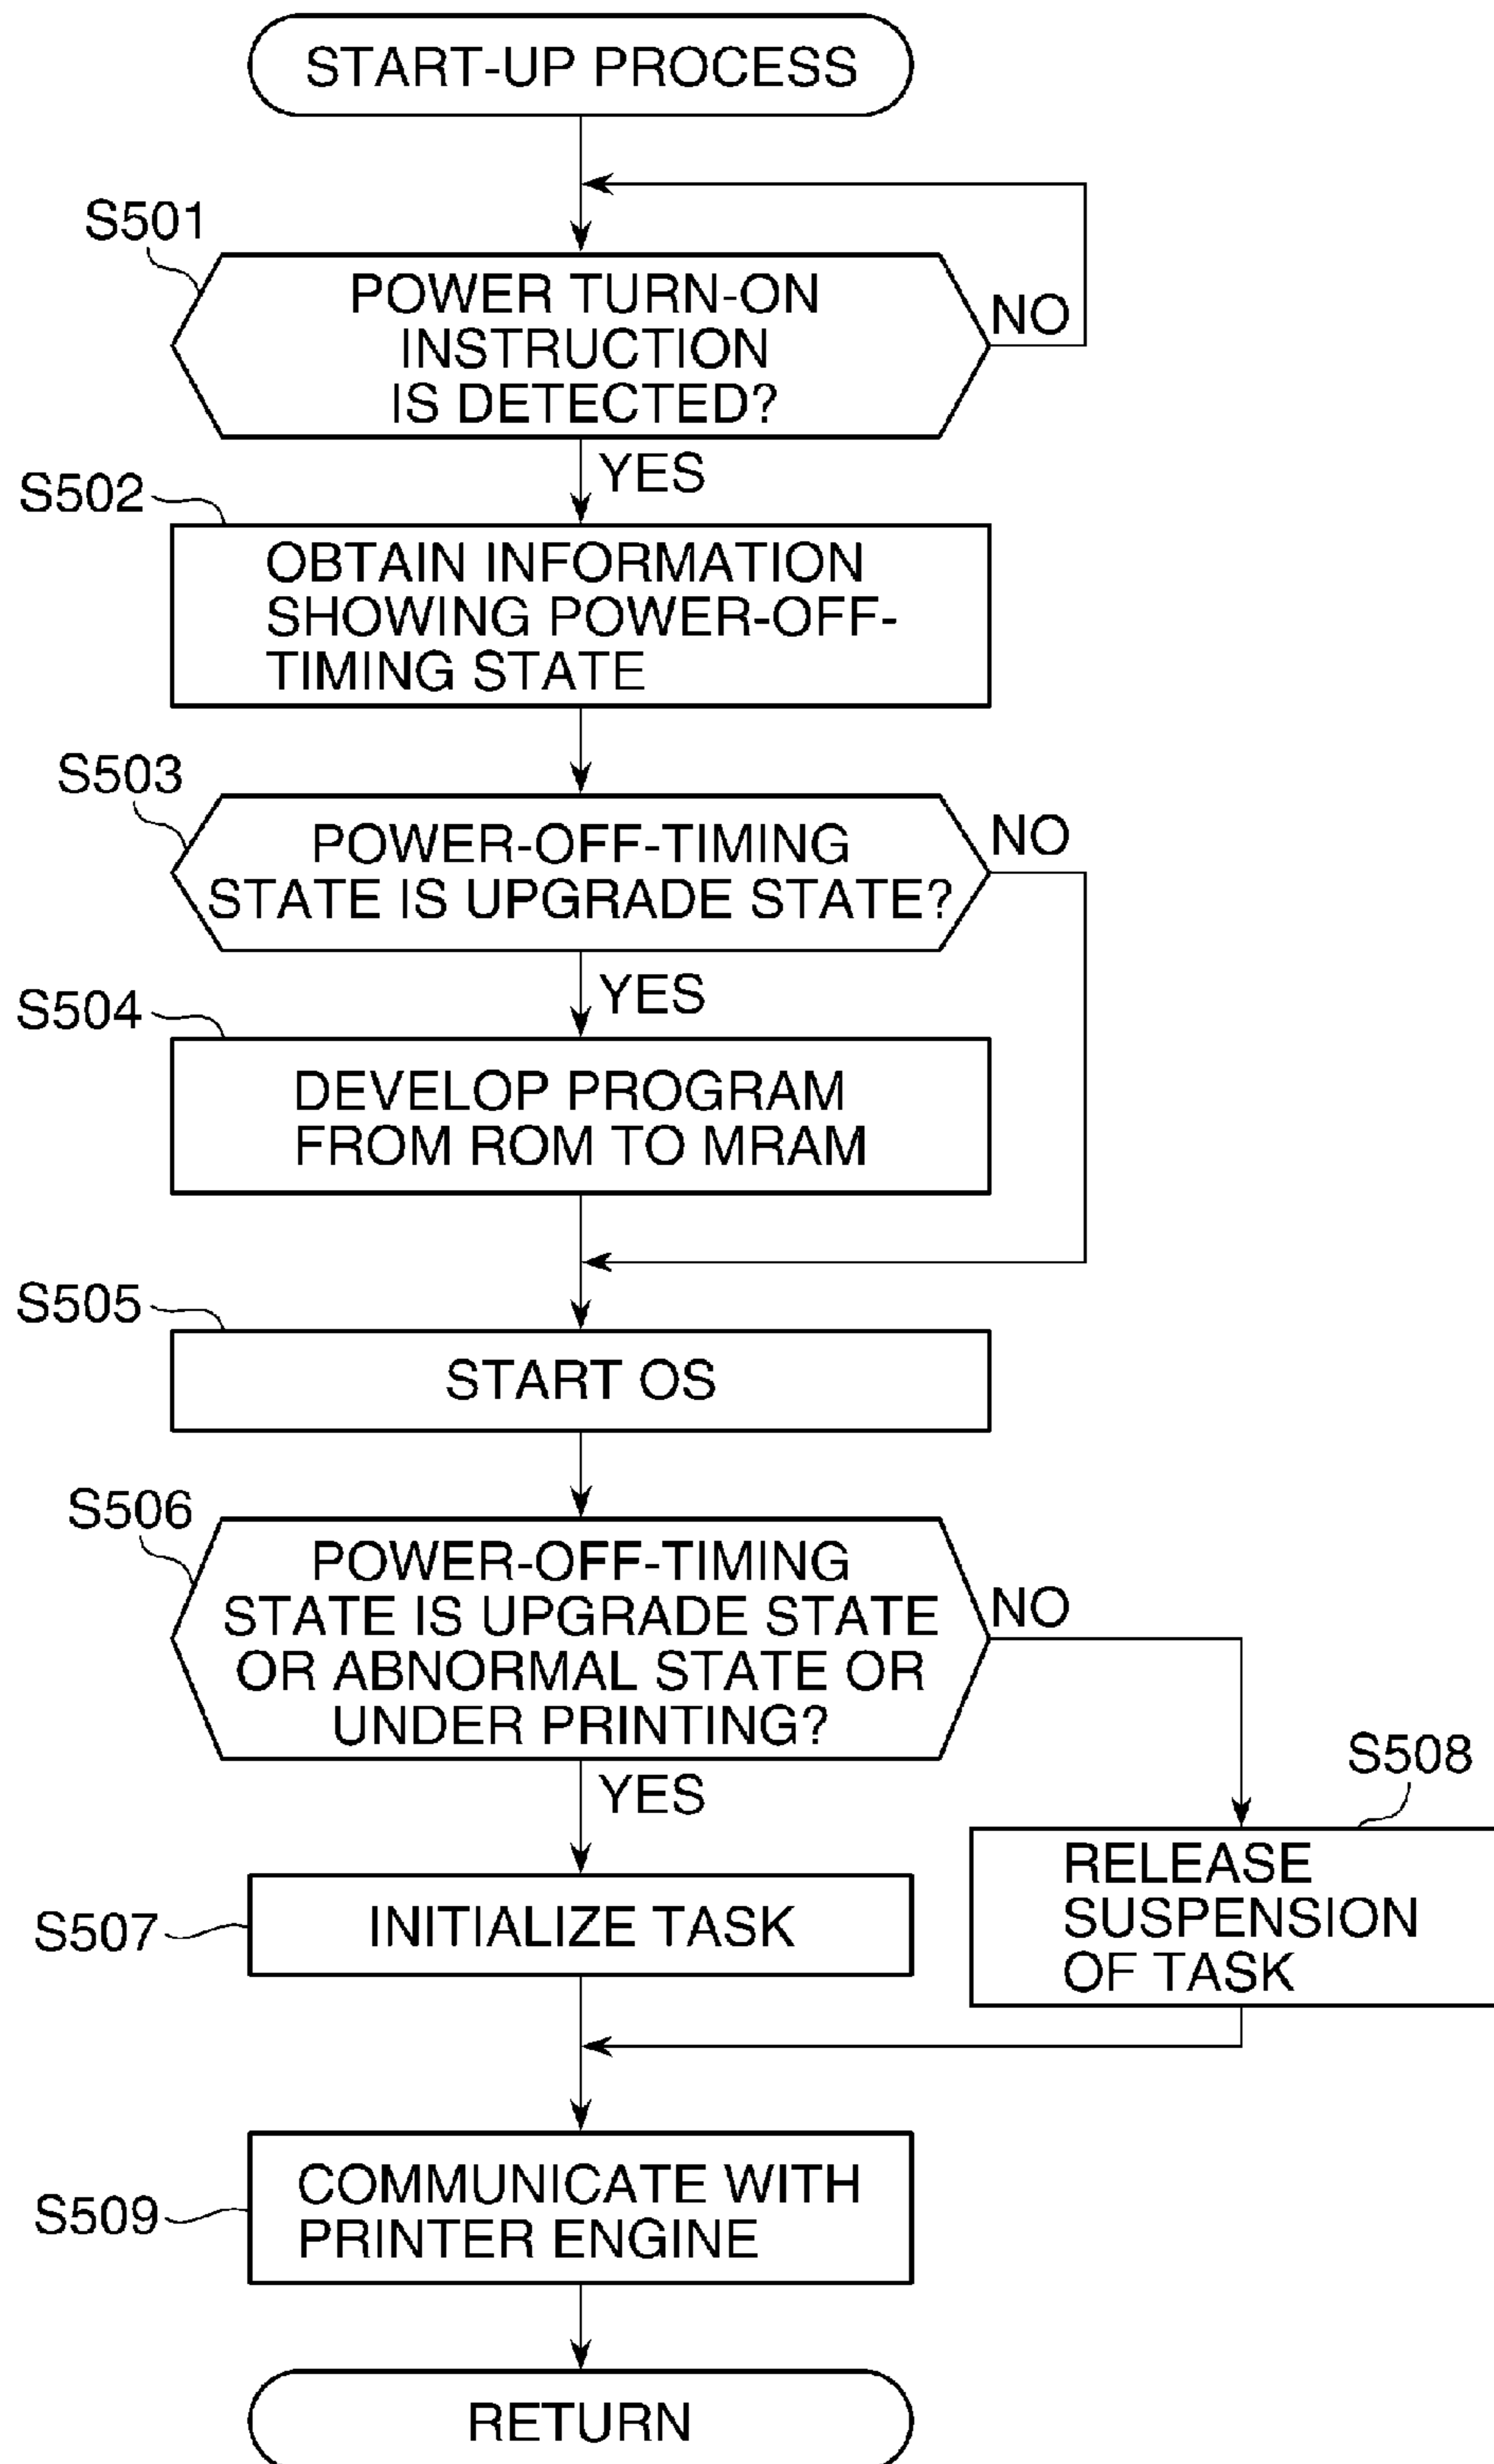 START-UP PROCESS
S501
POWER TURN-ON
INSTRUCTION
IS DETECTED?
NO
YES
S502
OBTAIN INFORMATION
SHOWING POWER-OFF-
TIMING STATE
S503
POWER-OFF-TIMING
STATE IS UPGRADE STATE?
NO
YES
S504
DEVELOP PROGRAM
FROM ROM TO MRAM
S505
START OS
S506
POWER-OFF-TIMING
STATE IS UPGRADE STATE
OR ABNORMAL STATE OR
UNDER PRINTING?
NO
YES
S508
RELEASE
SUSPENSION
OF TASK
S507
INITIALIZE TASK
S509
COMMUNICATE WITH
PRINTER ENGINE
RETURN